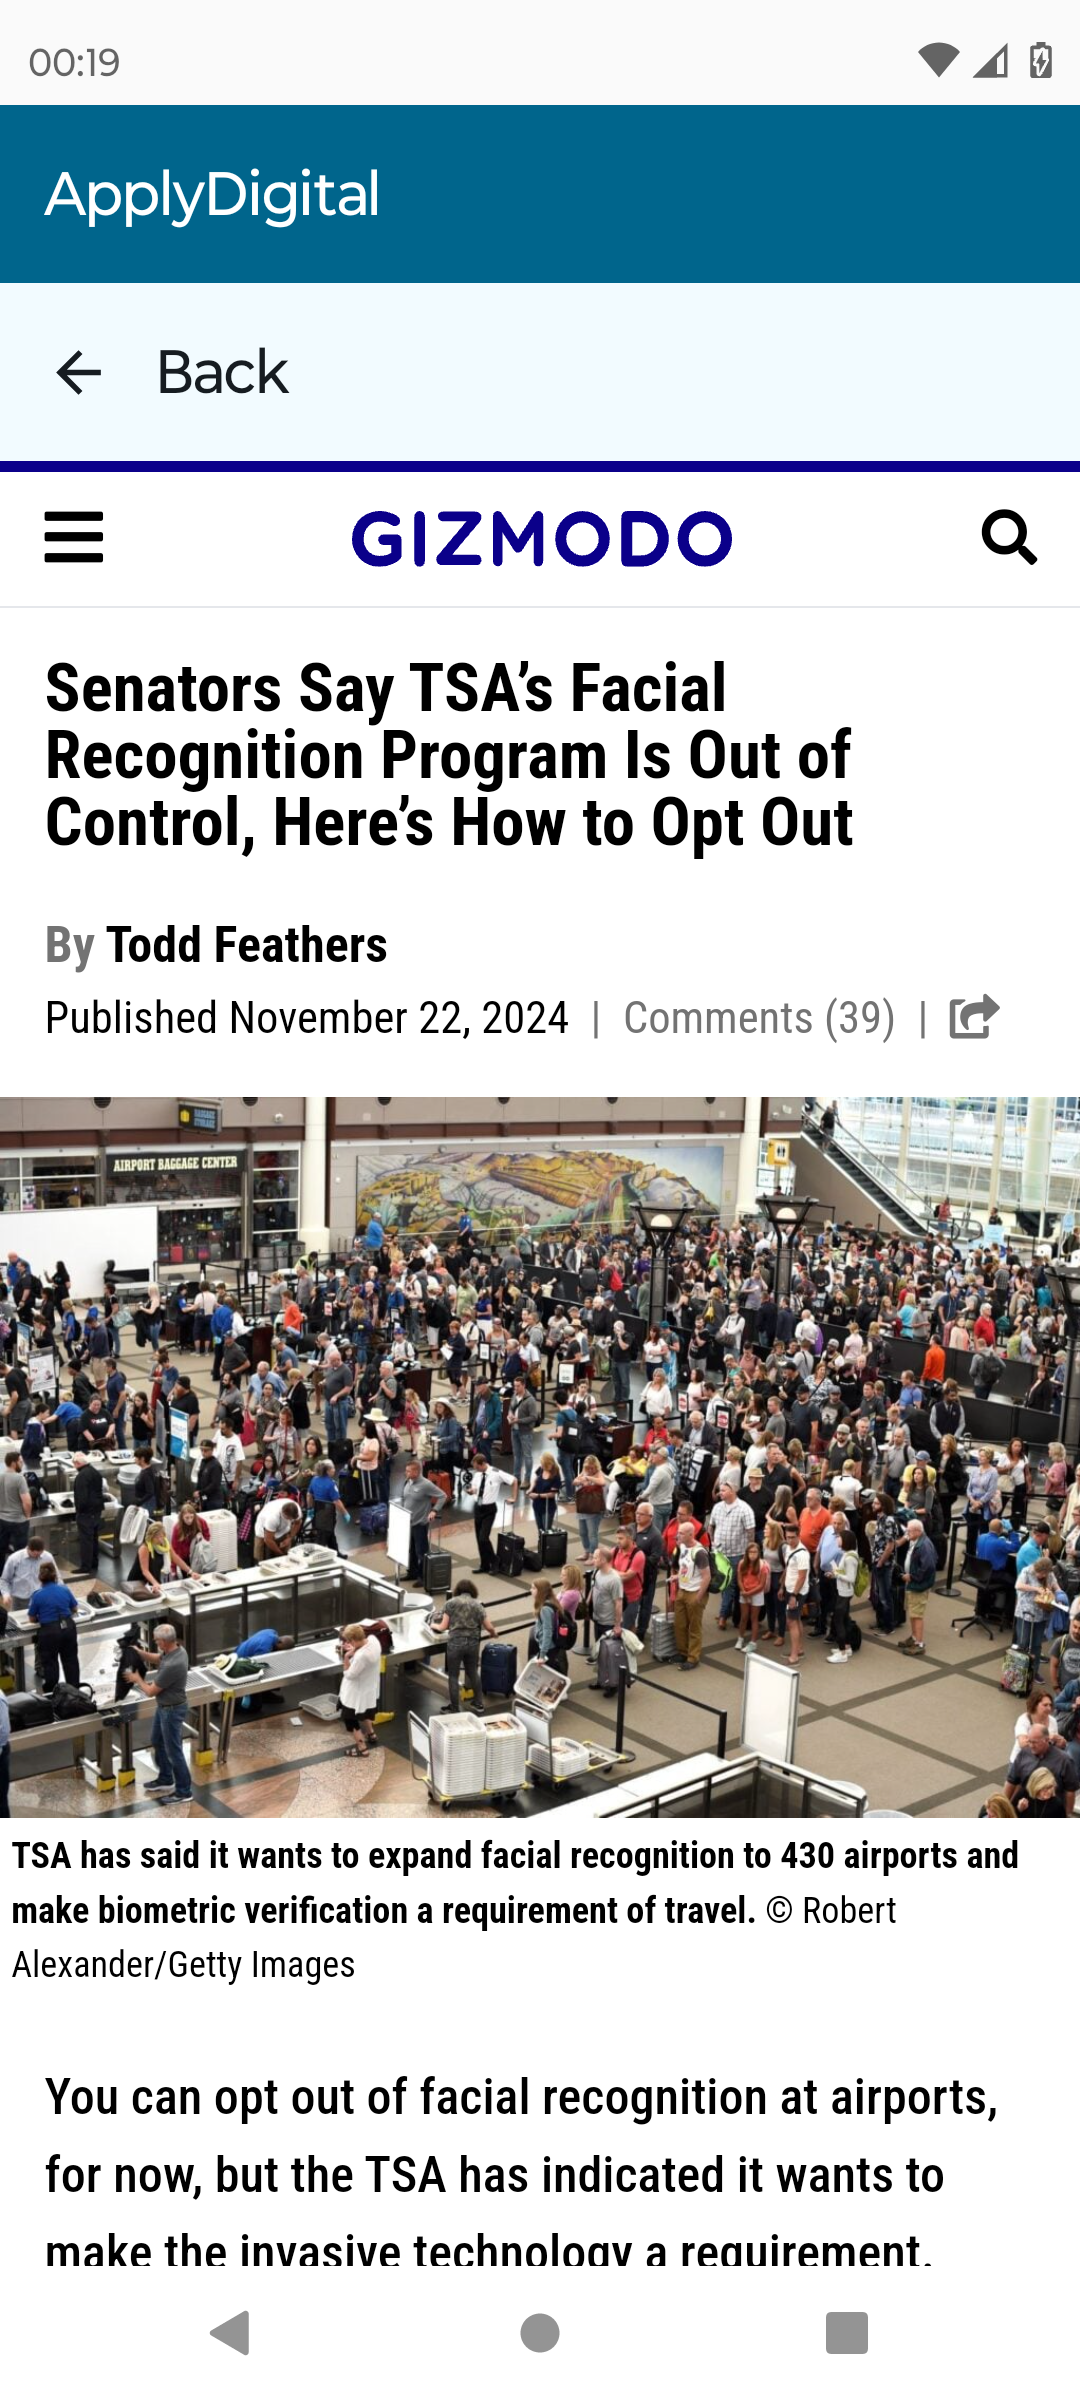 00:19
ApplyDigital
Back
GIZMODO
Senators Say TSA’s Facial
Recognition Program Is Out of
Control, Here’s How to Opt Out
By Todd Feathers
Published November 22, 2024 | Comments (39) |
AIRPORT BAGGAGE CENTER
TSA has said it wants to expand facial recognition to 430 airports and
make biometric verification a requirement of travel. © Robert
Alexander/Getty Images
You can opt out of facial recognition at airports,
for now, but the TSA has indicated it wants to
make the invasive technology a requirement.